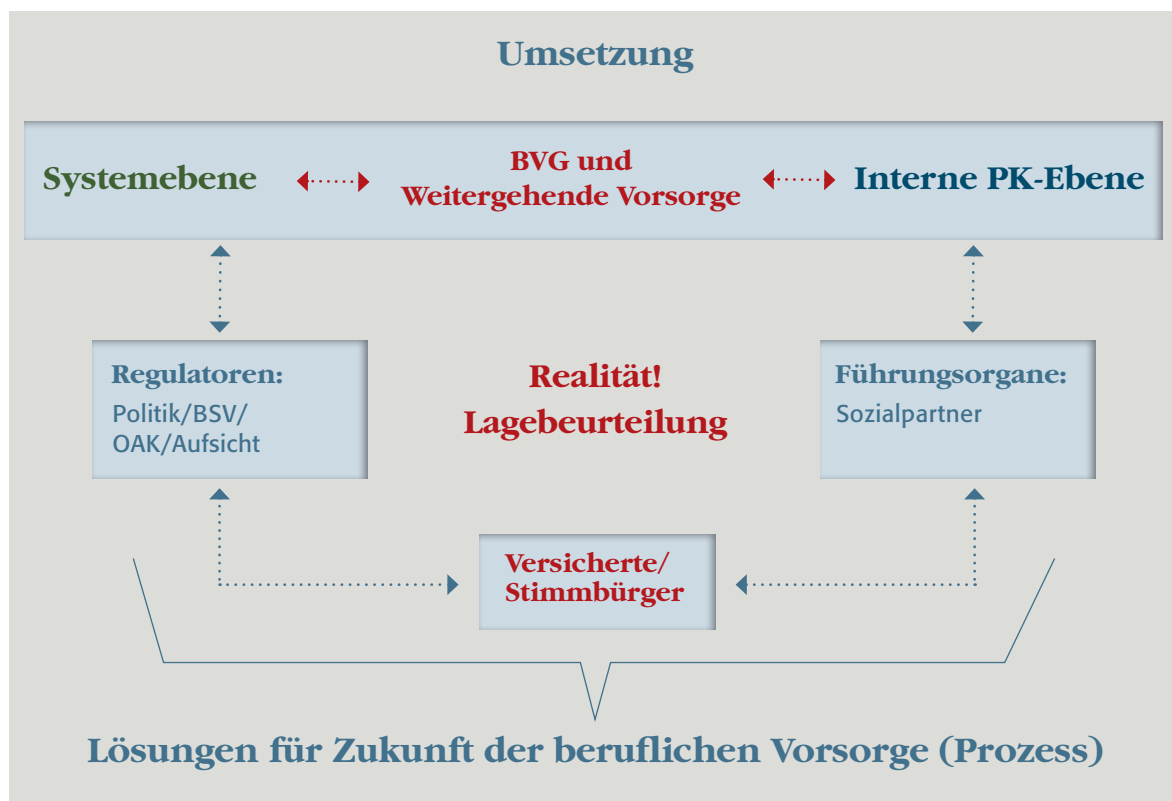 Umsetzung
Systemebene
BVG und
Weitergehende Vorsorge
Interne PK-Ebene
Regulatoren:
Politik/BSV/
OAK/Aufsicht
Realität!
Lagebeurteilung
Führungsorgane:
Sozialpartner
Versicherte/
Stimmbürger
Lösungen für Zukunft der beruflichen Vorsorge (Prozess)